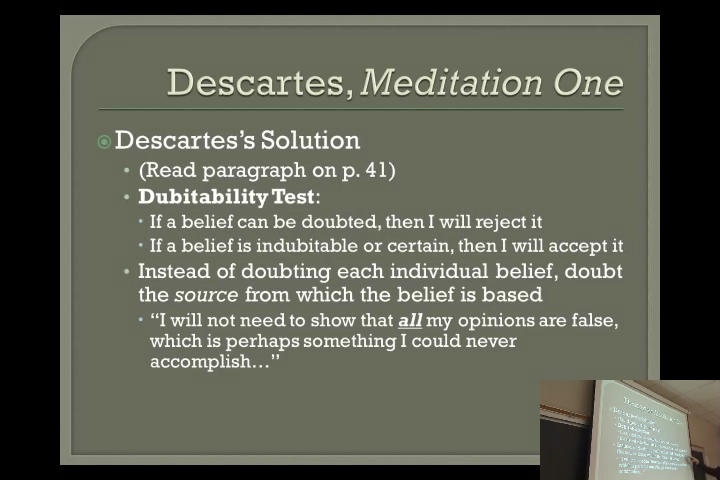 Descartes, Meditation One
Descartes's Solution
(Read paragraph on p. 41)
Dubitability Test:
If a belief can be doubted, then I will reject it
If a belief is indubitable or certain, then I will accept it
Instead of doubting each individual belief, doubt
the source from which the belief is based
“I will not need to show that all my opinions are false,
which is perhaps something I could never
accomplish…”